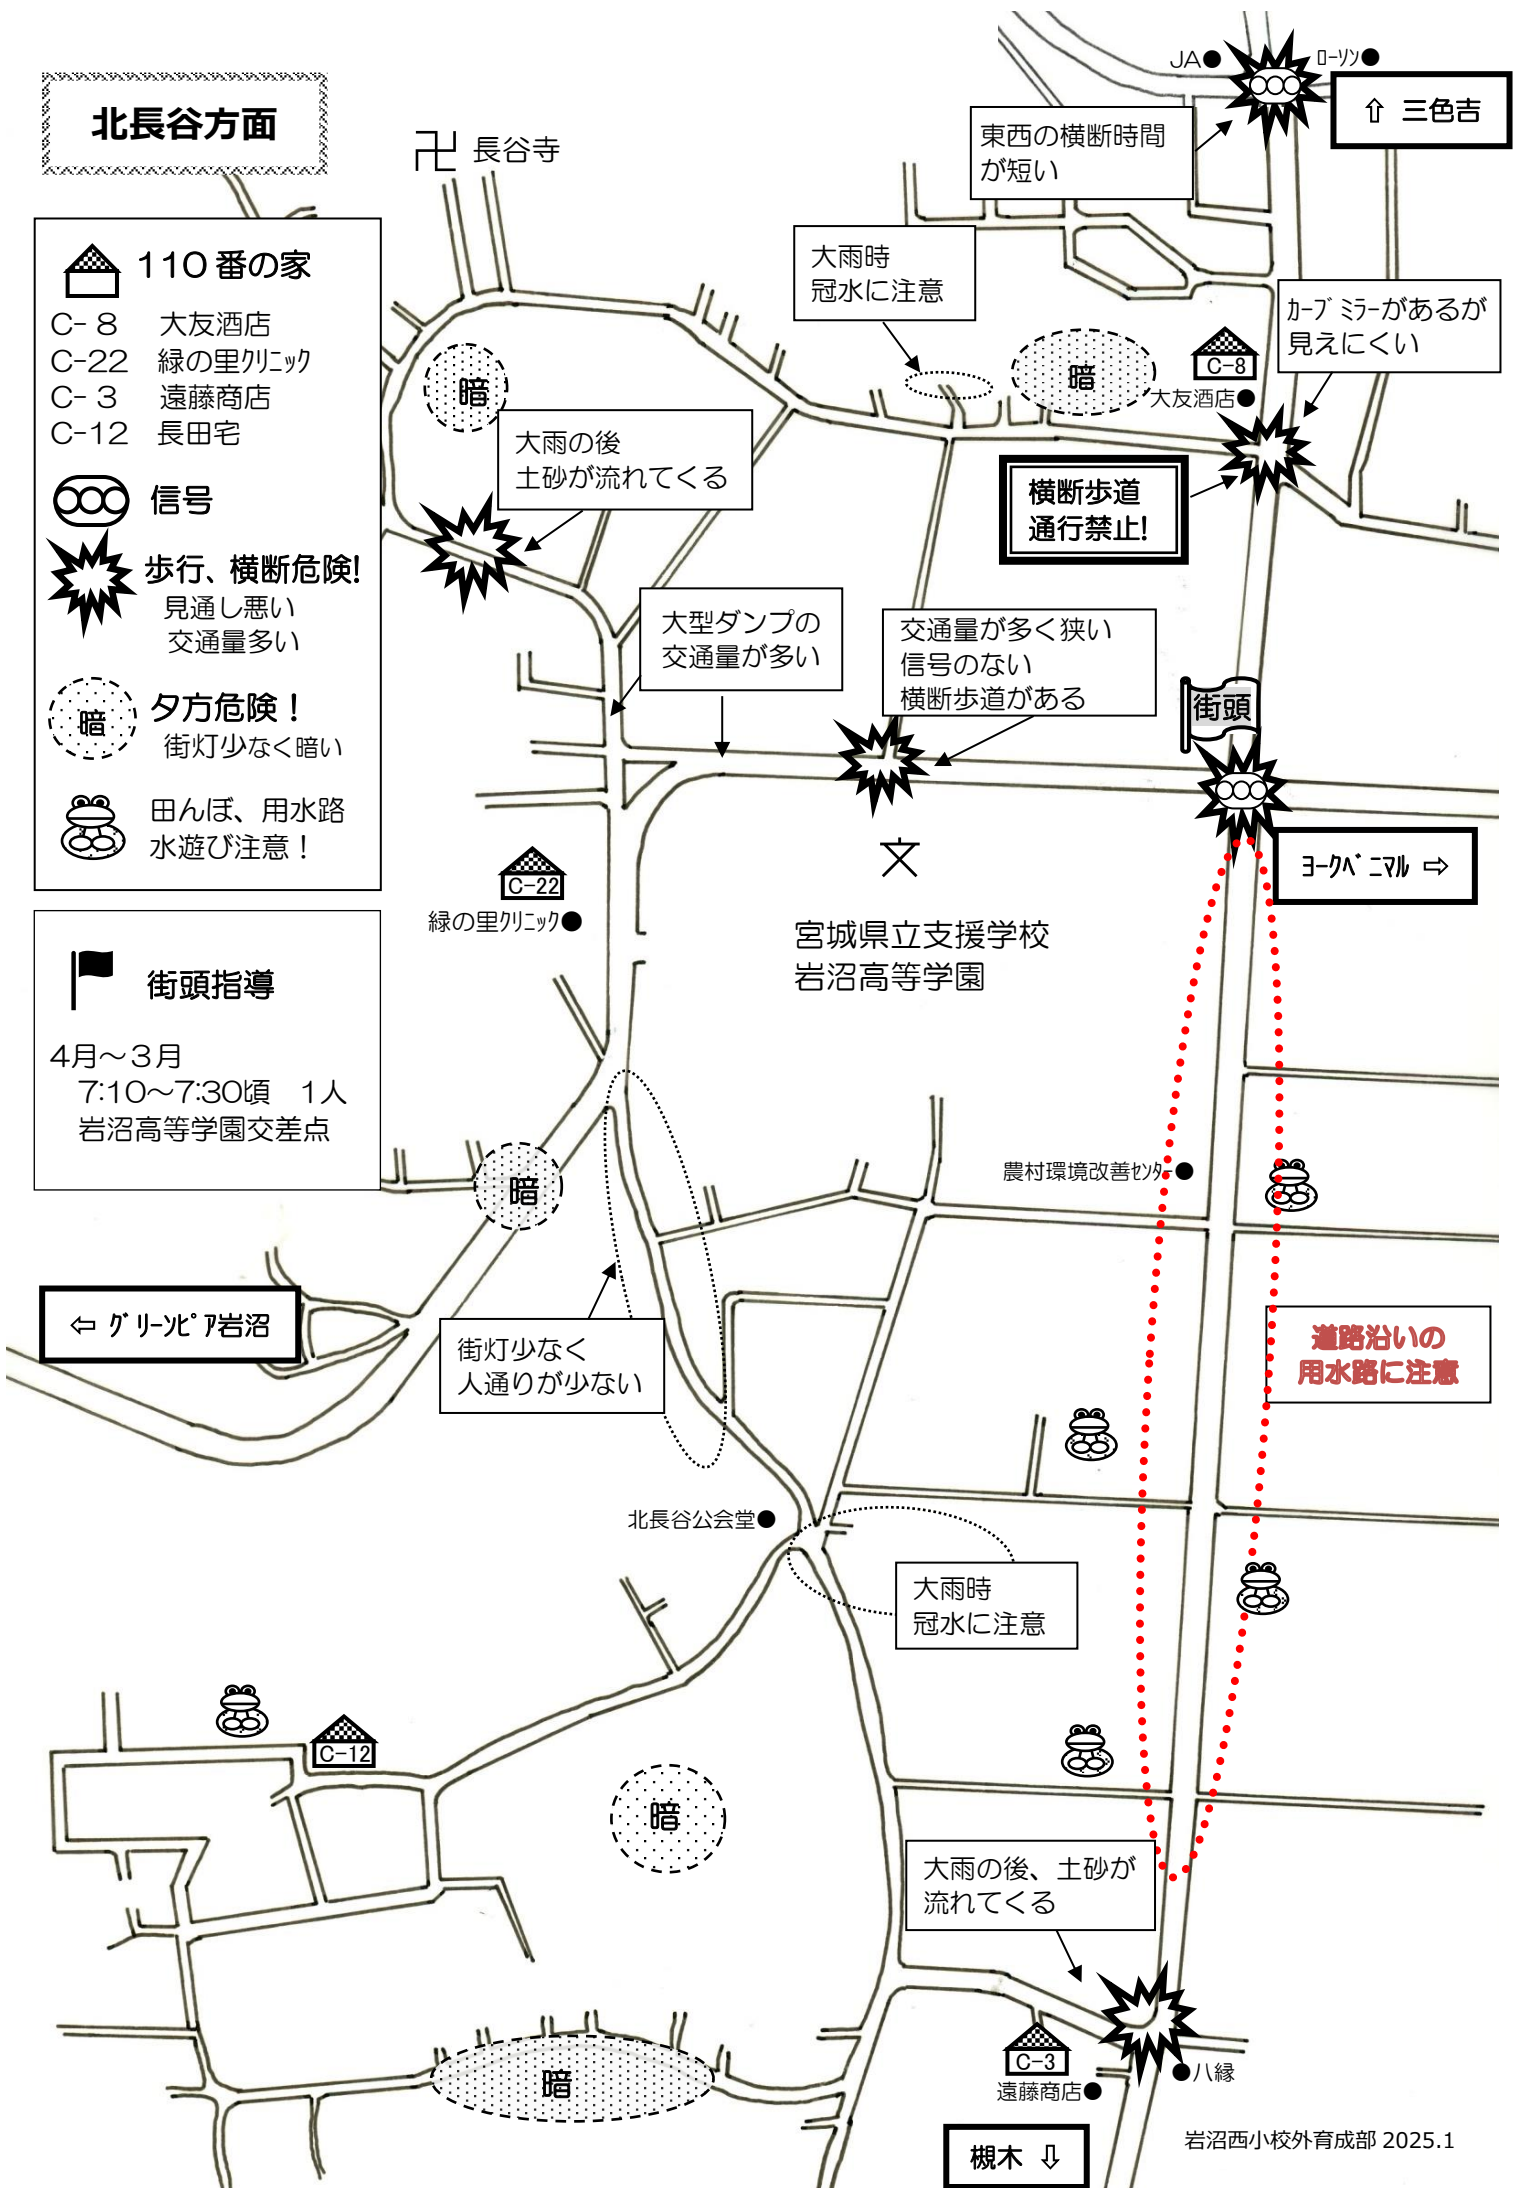 北長谷方面
卍 長谷寺
JA●
ﾛｰｿﾝ●
⇧ 三色吉
東西の横断時間
が短い
110番の家
C-8 大友酒店
C-22 緑の里ｸﾘﾆｯｸ
C-3 遠藤商店
C-12 長田宅
信号
歩行、横断危険!
見通し悪い
交通量多い
暗
夕方危険！
街灯少なく暗い
田んぼ、用水路
水遊び注意！
街頭指導
4月～3月
7:10～7:30頃 1人
岩沼高等学園交差点
大雨時
冠水に注意
ｶｰﾌﾞﾐﾗｰがあるが
見えにくい
暗
暗
C-8
大友酒店●
大雨の後
土砂が流れてくる
横断歩道
通行禁止!
大型ダンプの
交通量が多い
交通量が多く狭い
信号のない
横断歩道がある
街頭
ﾖｰｸﾍﾞﾆﾏﾙ ⇨
C-22
緑の里ｸﾘﾆｯｸ●
文
宮城県立支援学校
岩沼高等学園
農村環境改善ｾﾝﾀｰ●
暗
⇦ ｸﾞﾘｰﾝﾋﾟｱ岩沼
街灯少なく
人通りが少ない
道路沿いの
用水路に注意
北長谷公会堂●
大雨時
冠水に注意
C-12
暗
大雨の後、土砂が
流れてくる
暗
C-3
遠藤商店●
●八縁
槻木 ⇩
岩沼西小校外育成部 2025.1